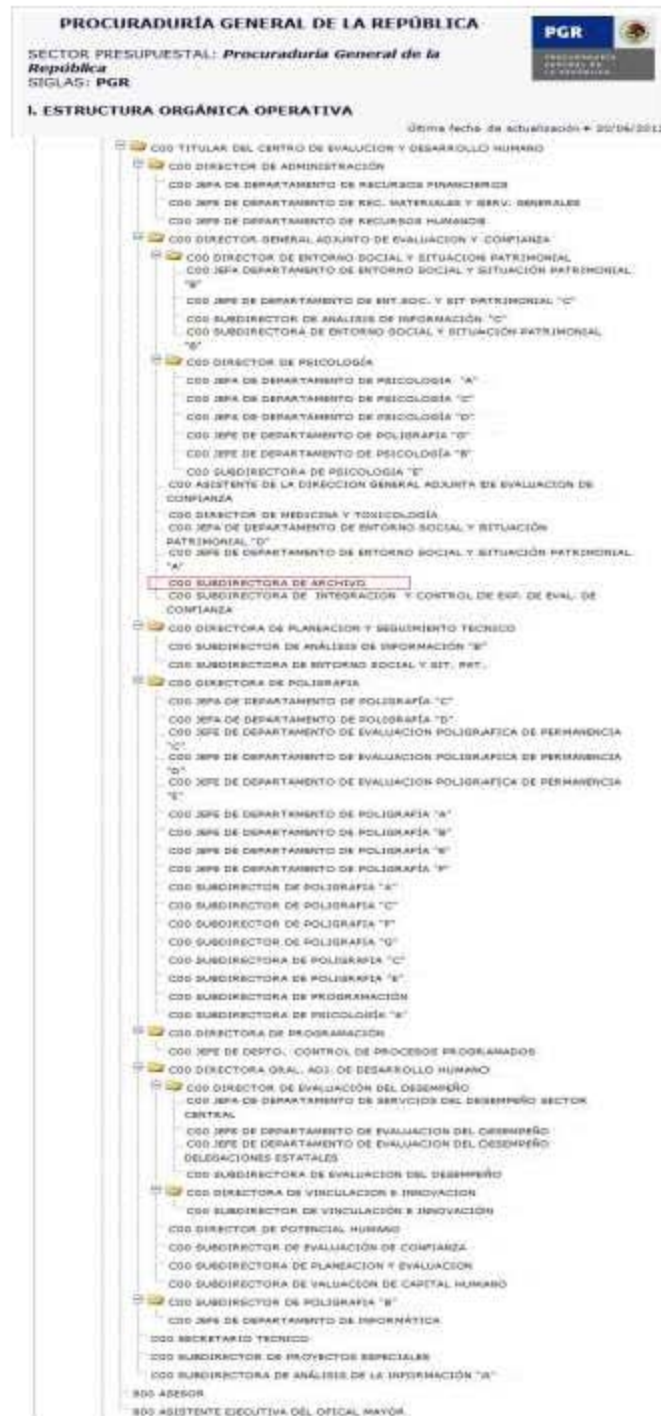 PROCURADURÍA GENERAL DE LA REPÚBLICA
PGR
SECTOR PRESUPUESTAL: Procuraduría General de la
República
SIGLAS: PGR
I. ESTRUCTURA ORGÁNICA OPERATIVA
Última fecha de actualización
C00 TITULAR DEL CENTRO DE EVALUCION Y DESARROLLO HUMANO
C00 DIRECTOR DE ADMINISTRACIÓN
C00 JEFA DE DEPARTAMENTO DE RECURSOS FINANCIEROS
C00 JEFE DE DEPARTAMENTO DE REC. MATERIALES Y SERV. GENERALES
C00 JEFE DE DEPARTAMENTO DE RECURSOS HUMANOS
C00 DIRECTOR GENERAL ADJUNTO DE EVALUACION Y CONFIANZA
C00 DIRECTOR DE ENTORNO SOCIAL Y SITUACION PATRIMONIAL
C00 JEFA DEPARTAMENTO DE ENTORNO SOCIAL Y SITUACIÓN PATRIMONIAL
"B"
C00 JEFE DE DEPARTAMENTO DE ENT.SOC. Y SIT PATRIMONIAL "C"
C00 SUBDIRECTOR DE ANALISIS DE INFORMACIÓN "C"
C00 SUBDIRECTORA DE ENTORNO SOCIAL Y SITUACIÓN PATRIMONIAL
C00 DIRECTOR DE PSICOLOGÍA
C00 JEFA DE DEPARTAMENTO DE PSICOLOGÍA "A"
C00 JEFA DE DEPARTAMENTO DE PSICOLOGÍA "C"
C00 JEFA DE DEPARTAMENTO DE PSICOLOGÍA "D"
C00 JEFE DE DEPARTAMENTO DE POLIGRAFIA "G"
C00 JEFE DE DEPARTAMENTO DE PSICOLOGÍA "B"
C00 SUBDIRECTORA DE PSICOLOGIA "E"
C00 ASISTENTE DE LA DIRECCION GENERAL ADJUNTA DE EVALUACION DE
CONFIANZA
C00 DIRECTOR DE MEDICINA Y TOXICOLOGÍA
C00 JEFA DE DEPARTAMENTO DE ENTORNO SOCIAL Y SITUACIÓN
PATRIMONIAL "D"
C00 JEFE DE DEPARTAMENTO DE ENTORNO SOCIAL Y SITUACIÓN PATRIMONIAL
"A"
C00 SUBDIRECTORA DE ARCHIVO
C00 SUBDIRECTORA DE INTEGRACION Y CONTROL DE EXP. DE EVAL. DE
CONFIANZA
C00 DIRECTORA DE PLANEACION Y SEGUIMIENTO TECNICO
C00 SUBDIRECTOR DE ANÁLISIS DE INFORMACIÓN "B"
C00 SUBDIRECTORA DE ENTORNO SOCIAL Y SIT. PAT.
C00 DIRECTORA DE POLIGRAFIA
C00 JEFA DE DEPARTAMENTO DE POLIGRAFÍA "C"
C00 JEFA DE DEPARTAMENTO DE POLIGRAFÍA "D"
C00 JEFE DE DEPARTAMENTO DE EVALUACION POLIGRAFICA DE PERMANENCIA
"C"
C00 JEFE DE DEPARTAMENTO DE EVALUACION POLIGRAFICA DE PERMANENCIA
"D"
C00 JEFE DE DEPARTAMENTO DE EVALUACION POLIGRAFICA DE PERMANENCIA
"E"
C00 JEFE DE DEPARTAMENTO DE POLIGRAFÍA "A"
C00 JEFE DE DEPARTAMENTO DE POLIGRAFÍA "B"
C00 JEFE DE DEPARTAMENTO DE POLIGRAFÍA "E"
C00 JEFE DE DEPARTAMENTO DE POLIGRAFÍA "F"
C00 SUBDIRECTOR DE POLIGRAFIA "A"
C00 SUBDIRECTOR DE POLIGRAFIA "C"
C00 SUBDIRECTOR DE POLIGRAFIA "F"
C00 SUBDIRECTOR DE POLIGRAFIA "G"
C00 SUBDIRECTORA DE POLIGRAFIA "C"
C00 SUBDIRECTORA DE POLIGRAFIA "E"
C00 SUBDIRECTORA DE PROGRAMACIÓN
C00 SUBDIRECTORA DE PSICOLOGÍA "A"
C00 DIRECTORA DE PROGRAMACIÓN
C00 JEFE DE DEPTO. CONTROL DE PROCESOS PROGRAMADOS
C00 DIRECTORA GRAL. ADJ. DE DESARROLLO HUMANO
C00 DIRECTOR DE EVALUACIÓN DEL DESEMPEÑO
C00 JEFA DE DEPARTAMENTO DE SERVICIOS DEL DESEMPEÑO SECTOR
CENTRAL
C00 JEFE DE DEPARTAMENTO DE EVALUACION DEL DESEMPEÑO
C00 JEFE DE DEPARTAMENTO DE EVALUACION DEL DESEMPEÑO
DELEGACIONES ESTATALES
C00 SUBDIRECTORA DE EVALUACION DEL DESEMPEÑO
C00 DIRECTORA DE VINCULACION E INNOVACION
C00 SUBDIRECTOR DE VINCULACIÓN E INNOVACIÓN
C00 DIRECTOR DE POTENCIAL HUMANO
C00 SUBDIRECTOR DE EVALUACIÓN DE CONFIANZA
C00 SUBDIRECTORA DE PLANEACION Y EVALUACION
C00 SUBDIRECTORA DE VALUACION DE CAPITAL HUMANO
C00 SUBDIRECTOR DE POLIGRAFIA "B"
C00 JEFE DE DEPARTAMENTO DE INFORMÁTICA
C00 SECRETARIO TECNICO
C00 SUBDIRECTOR DE PROYECTOS ESPECIALES
C00 SUBDIRECTORA DE ANÁLISIS DE LA INFORMACIÓN "A"
800 ASESOR
800 ASISTENTE EJECUTIVA DEL OFICAL MAYOR